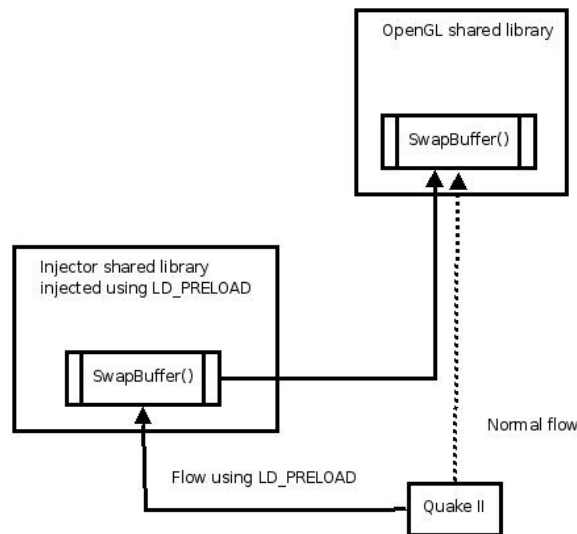 OpenGL shared library
SwapBuffer()
Injector shared library
injected using LD_PRELOAD
SwapBuffer()
Normal flow
Flow using LD_PRELOAD
Quake II